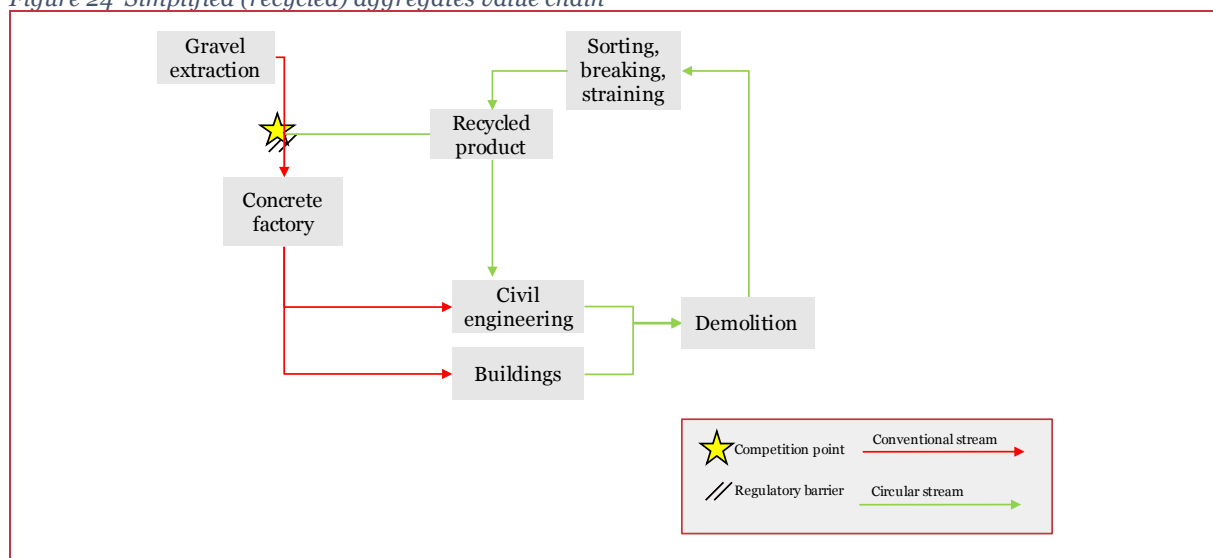 Figure 24 Simplified (recycled) aggregates value chain
Gravel
extraction
Sorting,
breaking,
straining
Recycled
product
Concrete
factory
Civil
engineering
Demolition
Buildings
Competition point
Conventional stream
Regulatory barrier
Circular stream